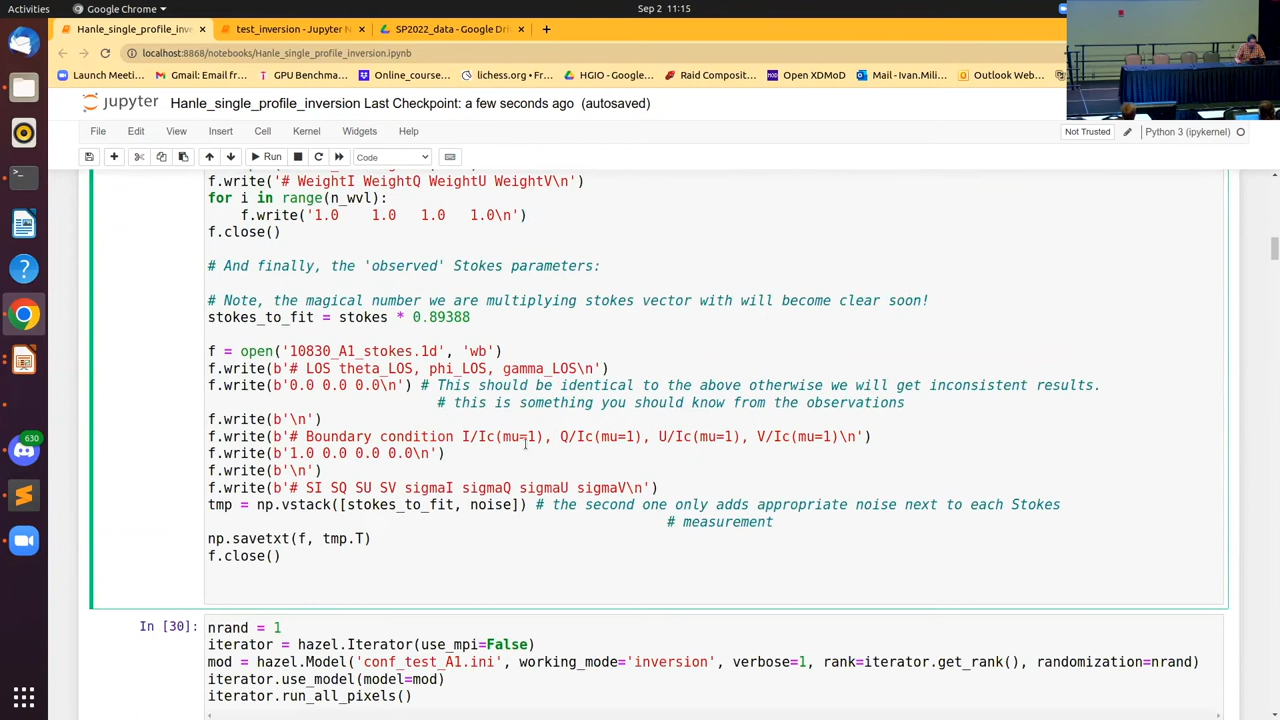 Activities
Google Chrome
Sep 2 11:15
Hanle_single_profile_inve
test_inversion - Jupyter N
SP2022_data - Google Dri
localhost:8868/notebooks/Hanle_single_profile_inversion.ipynb
Launch Meeti...
Gmail: Email fr...
GPU Benchma...
Online_course...
lichess.org • Fr...
HGIO - Google...
Raid Composit...
Open XDMoD
Mail - Ivan.Mili...
Outlook Web...
jupyter Hanle_single_profile_inversion Last Checkpoint: a few seconds ago (autosaved)
File Edit View Insert Cell Kernel Widgets Help
Not Trusted
Python 3 (ipykernel)
Run
Code
f.write('# WeightI WeightQ WeightU WeightV\n')
for i in range(n_wvl):
    f.write('1.0    1.0   1.0   1.0\n')
f.close()
# And finally, the 'observed' Stokes parameters:
# Note, the magical number we are multiplying stokes vector with will become clear soon!
stokes_to_fit = stokes * 0.89388
f = open('10830_A1_stokes.1d', 'wb')
f.write(b'# LOS theta_LOS, phi_LOS, gamma_LOS\n')
f.write(b'0.0 0.0 0.0\n') # This should be identical to the above otherwise we will get inconsistent results.
# this is something you should know from the observations
f.write(b'\n')
f.write(b'# Boundary condition I/Ic(mu=1), Q/Ic(mu=1), U/Ic(mu=1), V/Ic(mu=1)\n')
f.write(b'1.0 0.0 0.0 0.0\n')
f.write(b'\n')
f.write(b'# SI SQ SU SV sigmaI sigmaQ sigmaU sigmaV\n')
tmp = np.vstack([stokes_to_fit, noise]) # the second one only adds appropriate noise next to each Stokes
# measurement
np.savetxt(f, tmp.T)
f.close()
In [30]:
nrand = 1
iterator = hazel.Iterator(use_mpi=False)
mod = hazel.Model('conf_test_A1.ini', working_mode='inversion', verbose=1, rank=iterator.get_rank(), randomization=nrand)
iterator.use_model(model=mod)
iterator.run_all_pixels()
630